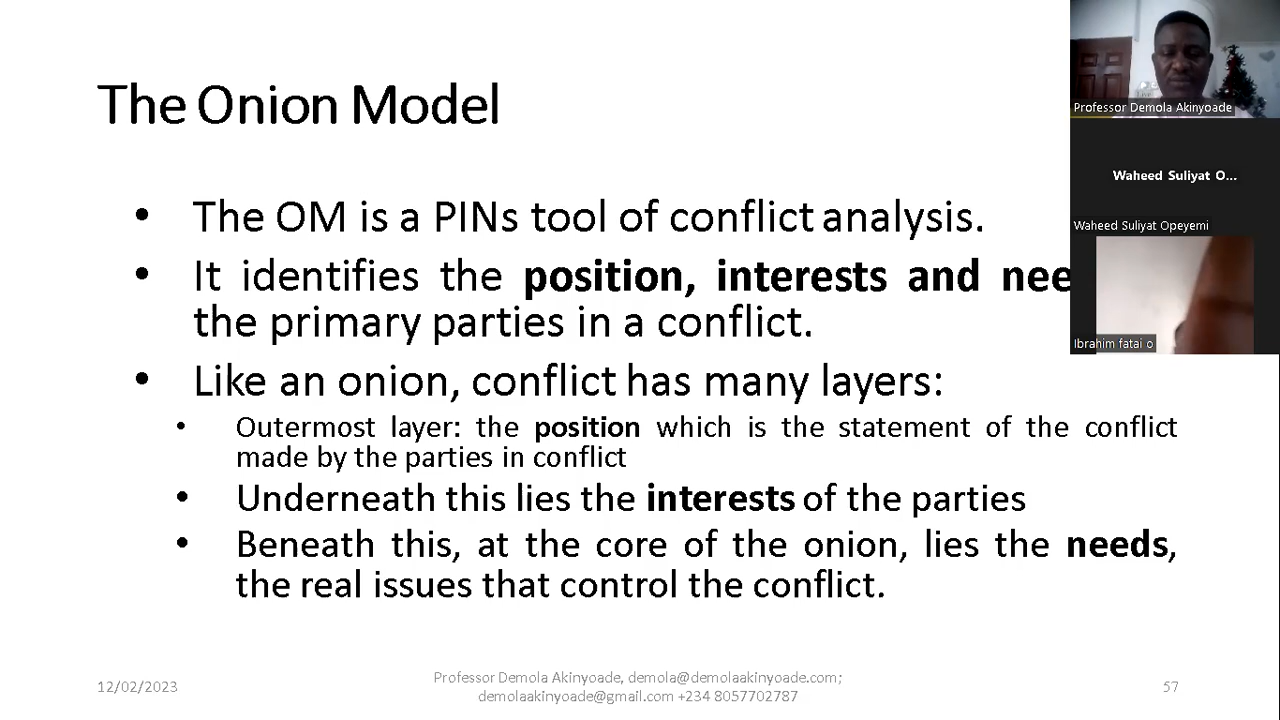 The Onion Model
• The OM is a PINs tool of conflict analysis.
• It identifies the position, interests and nee
the primary parties in a conflict.
• Like an onion, conflict has many layers:
• Outermost layer: the position which is the statement of the conflict
made by the parties in conflict
• Underneath this lies the interests of the parties
• Beneath this, at the core of the onion, lies the needs,
the real issues that control the conflict.
12/02/2023
Professor Demola Akinyoade, demola@demolaakinyoade.com;
demolaakinyoade@gmail.com +234 8057702787
57
Professor Demola Akinyoade
Waheed Suliyat O...
Waheed Suliyat Opeyemi
Ibrahim fatai o